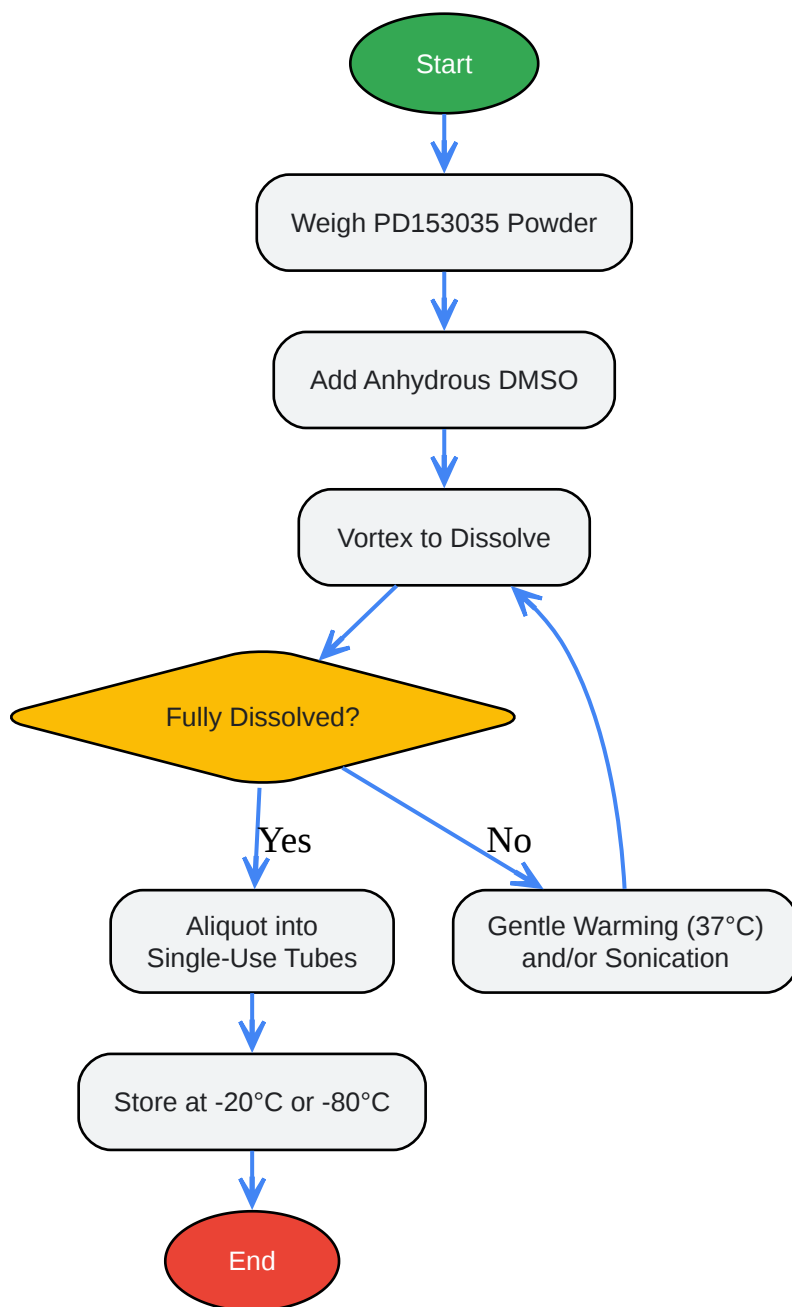 Start
Weigh PD153035 Powder
Add Anhydrous DMSO
Vortex to Dissolve
Fully Dissolved?
Yes
No
Aliquot into
Single-Use Tubes
Gentle Warming (37°C)
and/or Sonication
Store at -20°C or -80°C
End